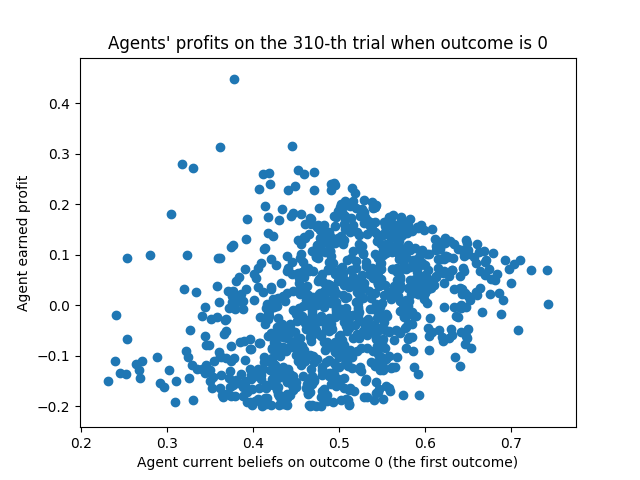 Agents' profits on the 310-th trial when outcome is 0
Agent earned profit
0.4
0.3
0.2
0.1
0.0
−0.1
−0.2
0.2 0.3 0.4 0.5 0.6 0.7
Agent current beliefs on outcome 0 (the first outcome)